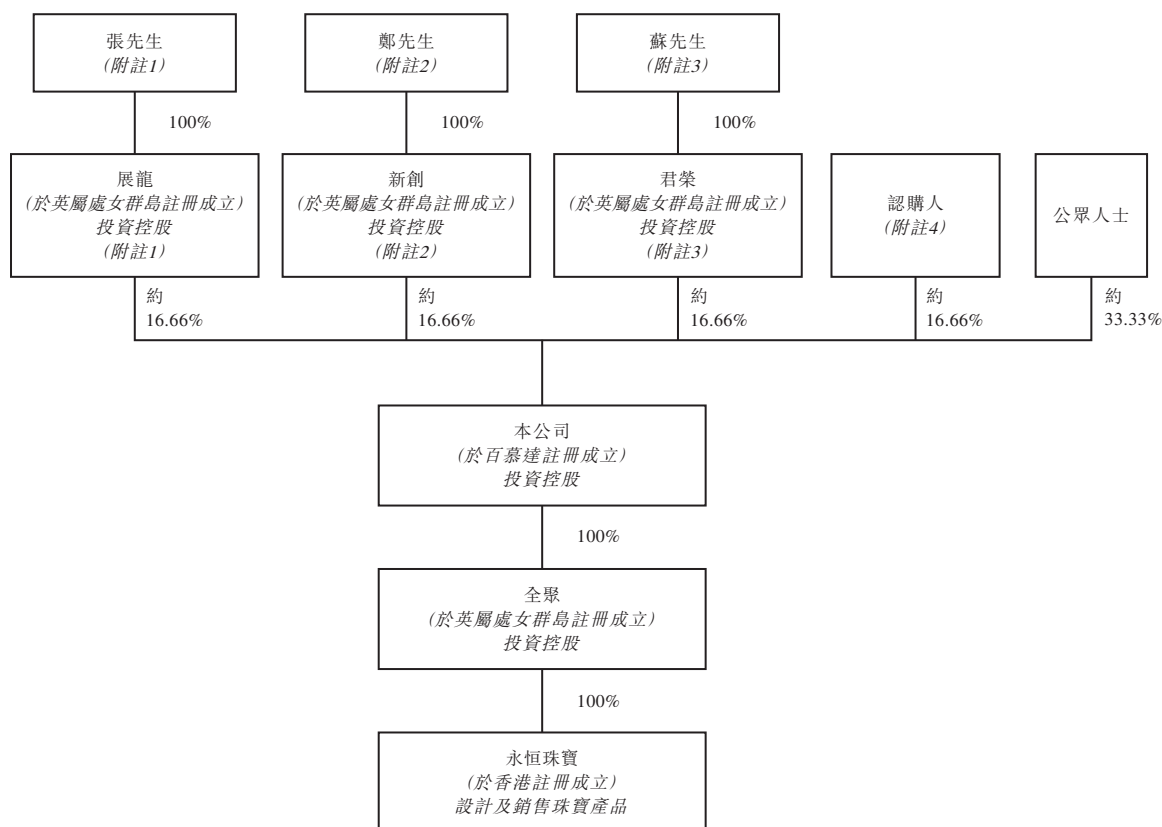 張先生
(附註1)
鄭先生
(附註2)
蘇先生
(附註3)
100%
100%
100%
展龍
(於英屬處女群島註冊成立)
投資控股
(附註1)
新創
(於英屬處女群島註冊成立)
投資控股
(附註2)
君榮
(於英屬處女群島註冊成立)
投資控股
(附註3)
認購人
(附註4)
公眾人士
約
16.66%
約
16.66%
約
16.66%
約
16.66%
約
33.33%
本公司
(於百慕達註冊成立)
投資控股
100%
全聚
(於英屬處女群島註冊成立)
投資控股
100%
永恒珠寶
(於香港註冊成立)
設計及銷售珠寶產品